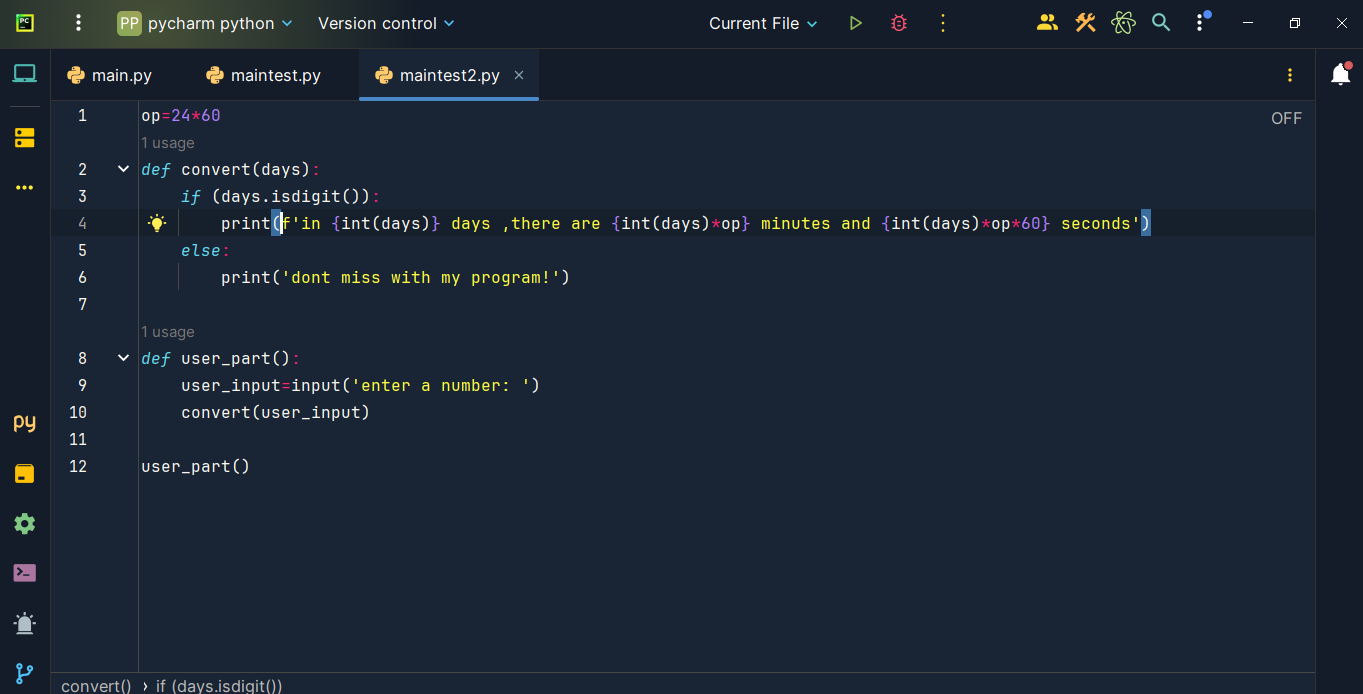 PC
PP pycharm python Version control Current File
main.py maintest.py maintest2.py
OFF
1 op=24*60
1 usage
2 def convert(days):
3     if (days.isdigit()):
4         print(f'in {int(days)} days ,there are {int(days)*op} minutes and {int(days)*op*60} seconds')
5     else:
6         print('dont miss with my program!')
7
1 usage
8 def user_part():
9     user_input=input('enter a number: ')
10     convert(user_input)
11
12 user_part()
py
convert() › if (days.isdigit())